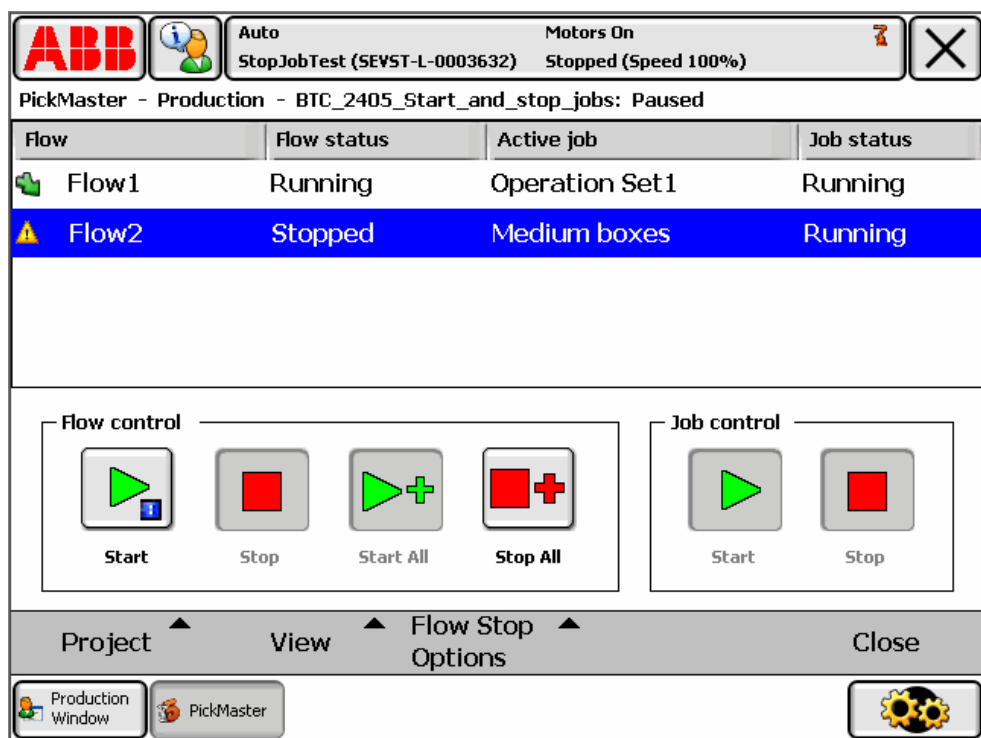 ABB
Auto Motors On
StopJobTest (SEVST-L-0003632) Stopped (Speed 100%)
PickMaster - Production - BTC_2405_Start_and_stop_jobs: Paused
Flow Flow status Active job Job status
Flow1 Running Operation Set1 Running
Flow2 Stopped Medium boxes Running
Flow control Job control
Start Stop Start All Stop All Start Stop
Project View Flow Stop Options Close
Production Window PickMaster